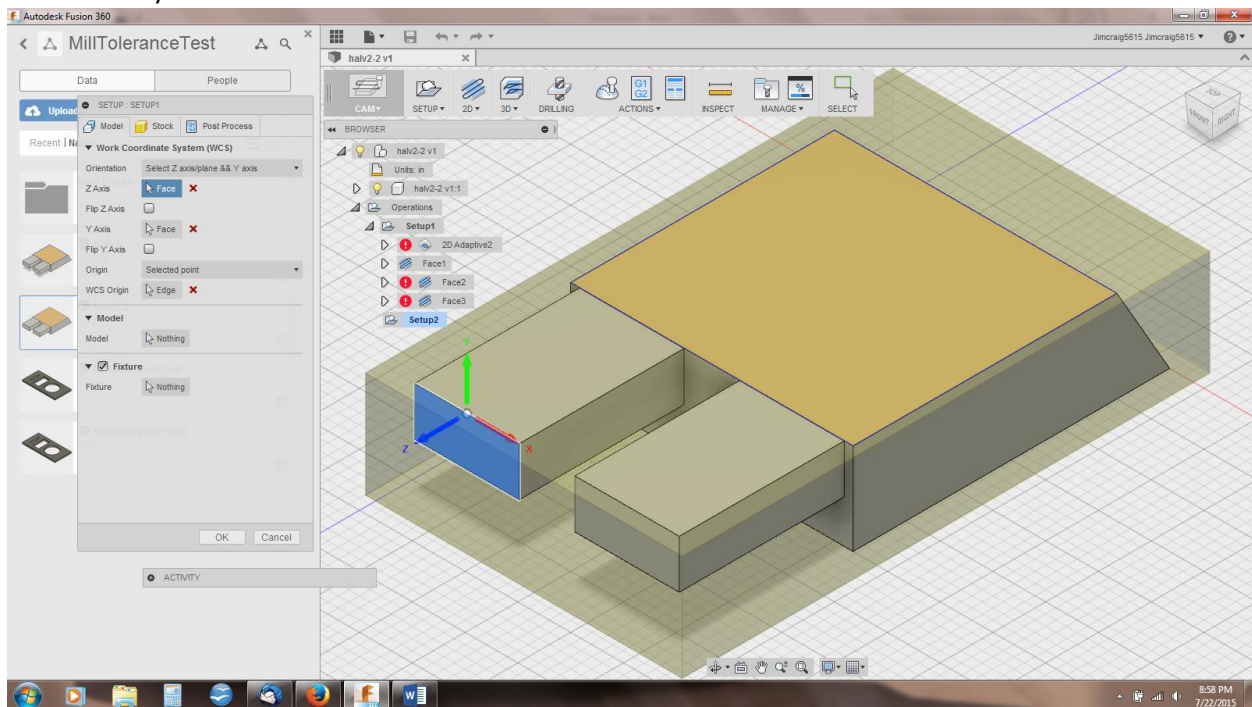 Autodesk Fusion 360
MillToleranceTest
Jimcraig5615 Jimcraig5615
halv2-2 v1
Data People
Upload
Recent
SETUP : SETUP1
Model Stock Post Process
Work Coordinate System (WCS)
Orientation Select Z axis/plane && Y axis
Z Axis Face
Flip Z Axis
Y Axis Face
Flip Y Axis
Origin Selected point
WCS Origin Edge
Model
Model Nothing
Fixture
Fixture Nothing
OK Cancel
ACTIVITY
CAM SETUP 2D 3D DRILLING G1 G2 ACTIONS INSPECT MANAGE SELECT
BROWSER
halv2-2 v1
Units: in
halv2-2 v1:1
Operations
Setup1
2D Adaptive2
Face1
Face2
Face3
Setup2
Y
Z
X
TOP
FRONT RIGHT
8:58 PM
7/22/2015